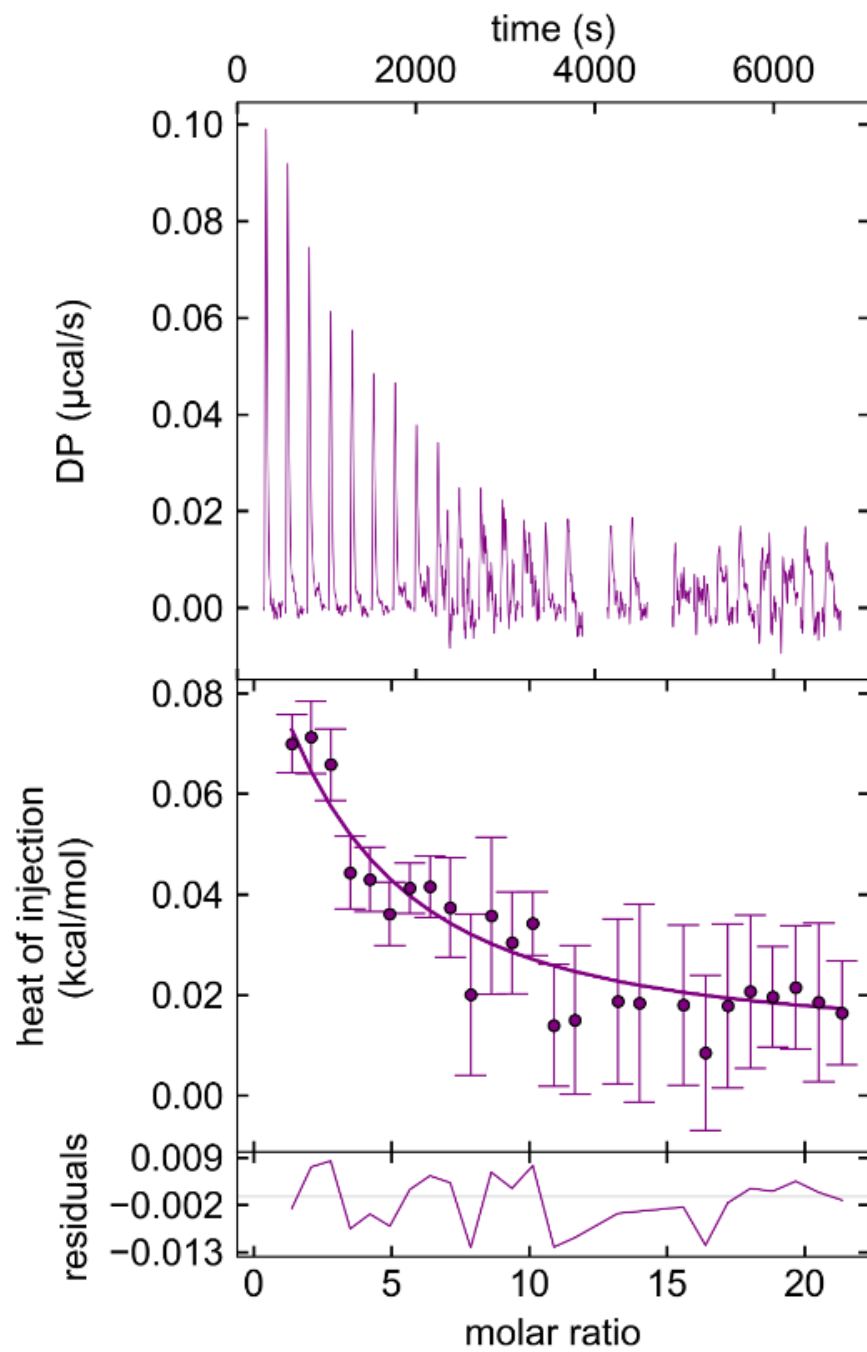 time (s)
0 2000 4000 6000
0.10
0.08
0.06
0.04
0.02
0.00
DP (μcal/s)
0.08
0.06
0.04
0.02
0.00
heat of injection
(kcal/mol)
0.009
−0.002
−0.013
residuals
0 5 10 15 20
molar ratio